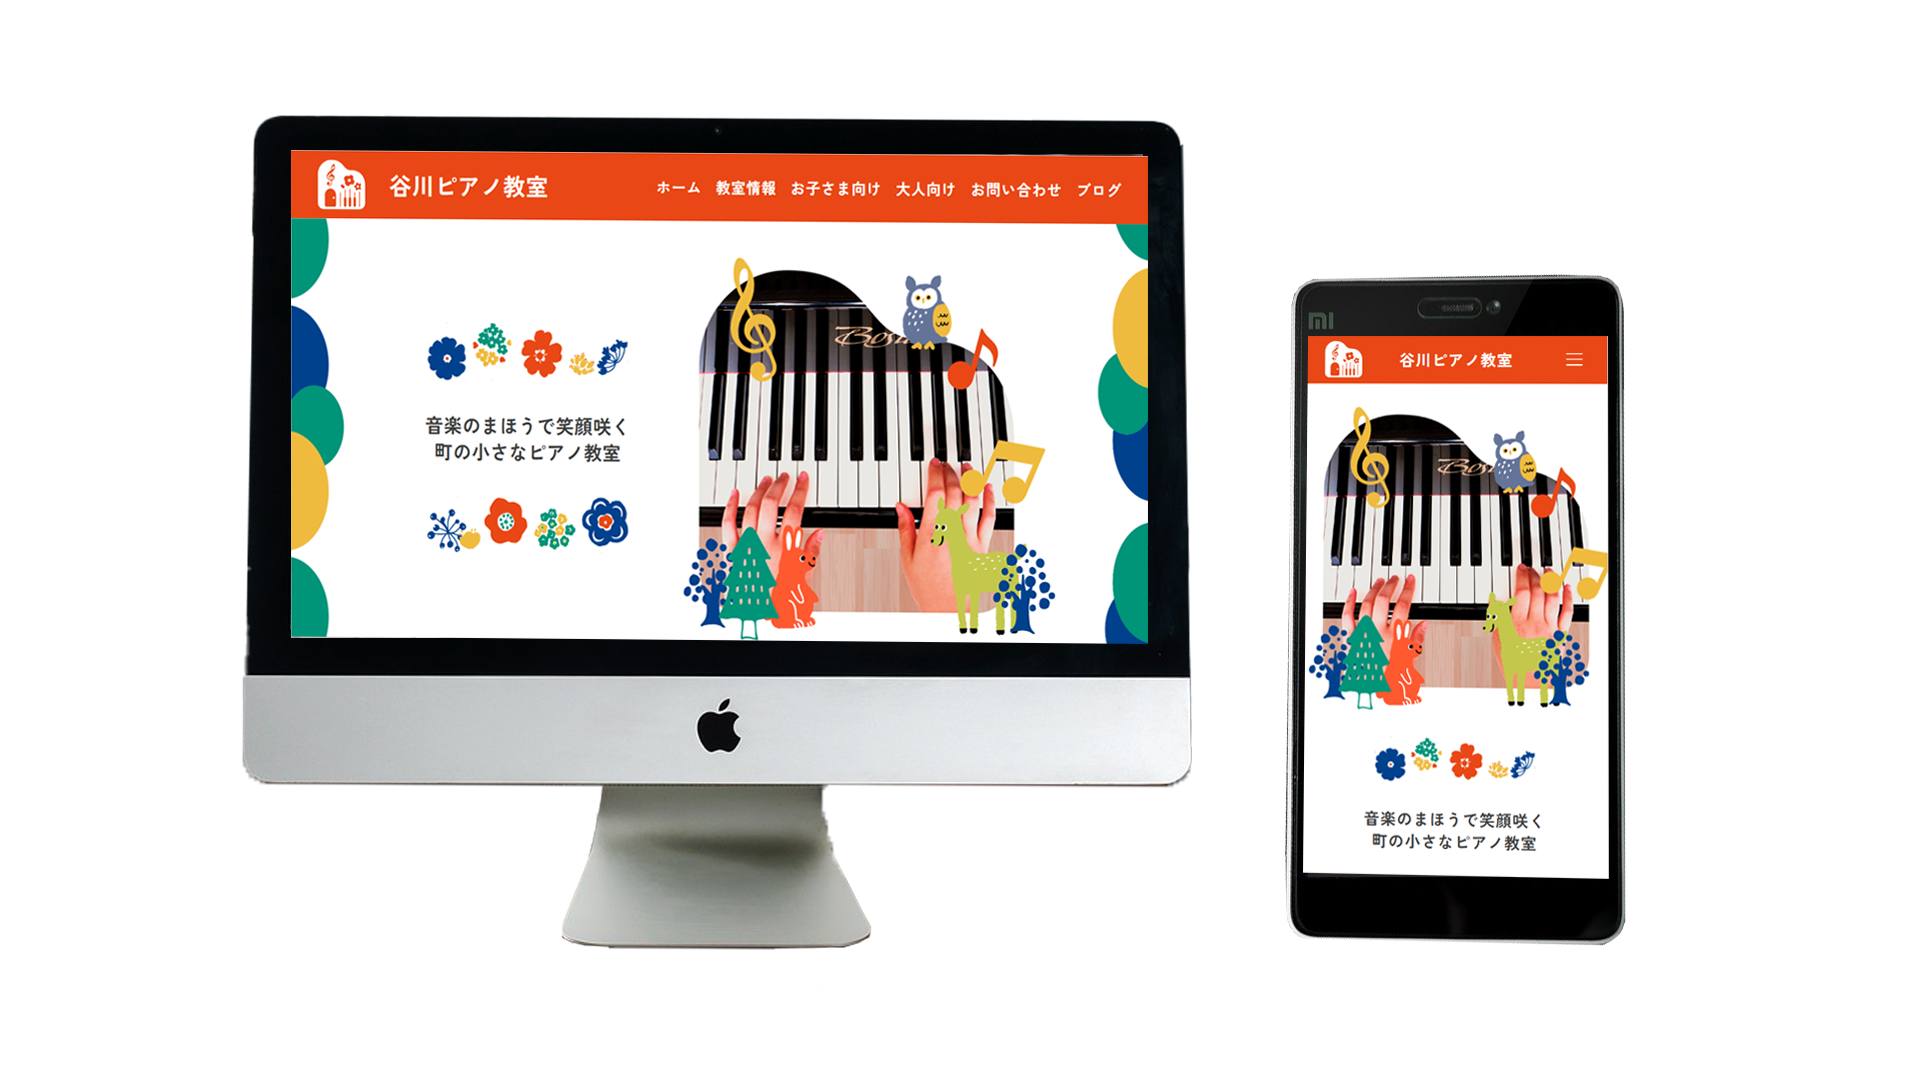 谷川ピアノ教室
ホーム 教室情報 お子さま向け 大人向け お問い合わせ ブログ
音楽のまほうで笑顔咲く
町の小さなピアノ教室
MI
谷川ピアノ教室
音楽のまほうで笑顔咲く
町の小さなピアノ教室